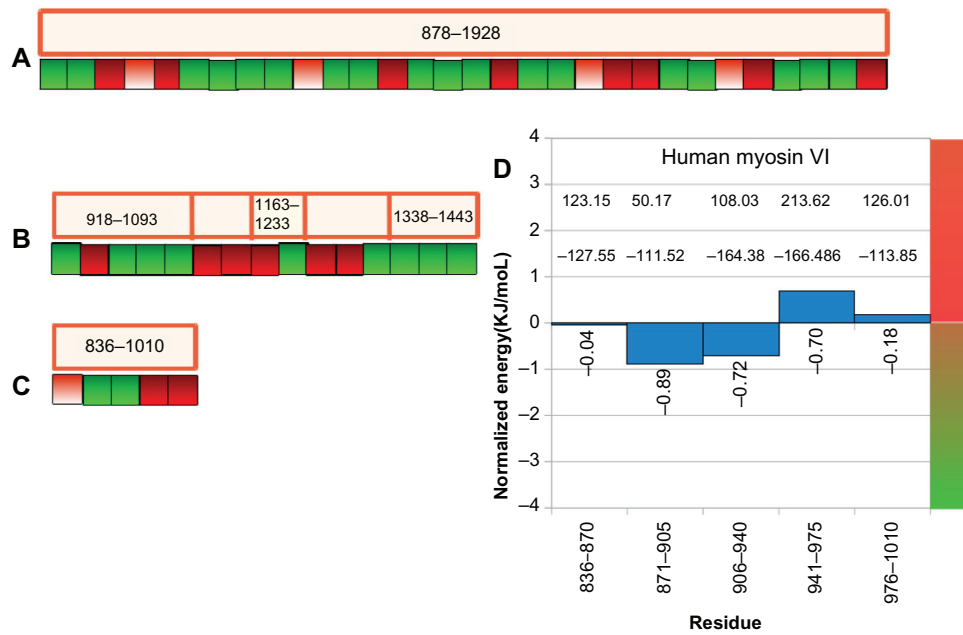 A
878–1928
B
918–1093
1163–
1233
1338–1443
C
836–1010
D
Human myosin VI
123.15 50.17 108.03 213.62 126.01
–127.55 –111.52 –164.38 –166.486 –113.85
4
3
2
1
0
–1
–2
–3
–4
Normalized energy(KJ/moL)
–0.04
–0.89
–0.72
–0.70
–0.18
836-870
871–905
906–940
941–975
976–1010
Residue